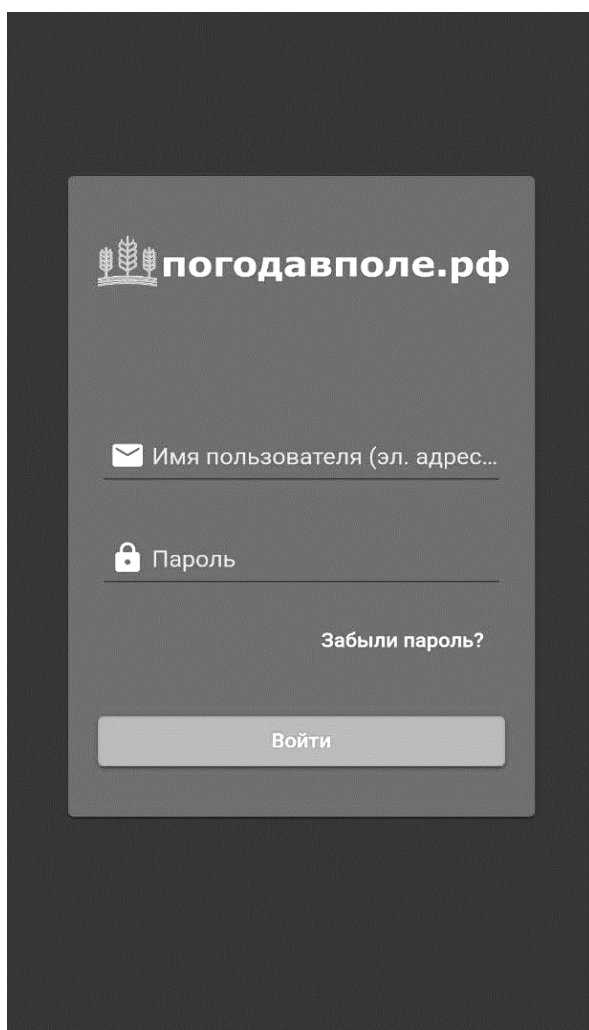 погодавполе.рф
Имя пользователя (эл. адрес...
Пароль
Забыли пароль?
Войти